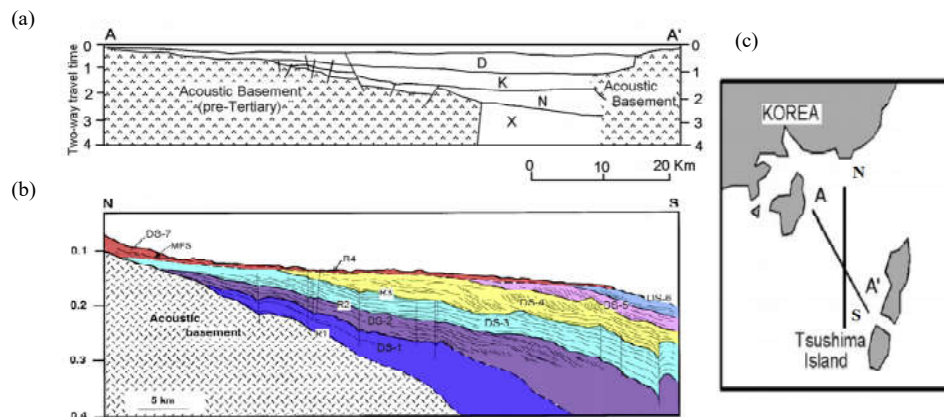 (a)
A A'
0 0
D
1 1
K
Acoustic Basement
(pre-Tertiary)
Acoustic
Basement
2 2
N
3 X 3
4 4
Two-way travel time
0 10 20 Km
(b)
N S
DS-7
MFS
0.1
R4
R3
DS-4
DS-5
DS-6
0.2
R2
DS-3
DS-2
R1
Acoustic
basement
DS-1
0.3
5 km
0.4
(c)
KOREA
N
A
A'
S
Tsushima
Island